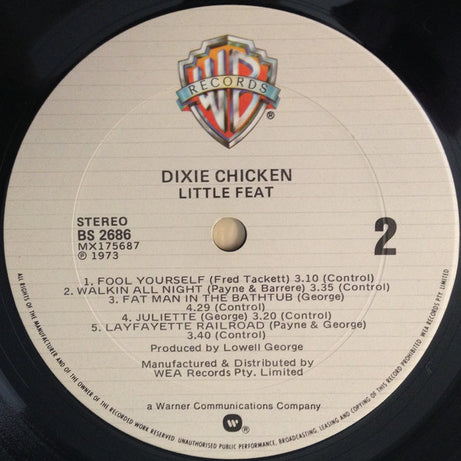 WB
RECORDS
®
DIXIE CHICKEN
LITTLE FEAT
STEREO
BS 2686
MX175687
℗ 1973
2
1. FOOL YOURSELF (Fred Tackett) 3.10 (Control)
2. WALKIN ALL NIGHT (Payne & Barrere) 3.35 (Control)
3. FAT MAN IN THE BATHTUB (George)
4.29 (Control)
4. JULIETTE (George) 3.20 (Control)
5. LAYFAYETTE RAILROAD (Payne & George)
3.40 (Control)
Produced by Lowell George
Manufactured & Distributed by
WEA Records Pty. Limited
a Warner Communications Company
ALL RIGHTS OF THE MANUFACTURER AND OF THE OWNER OF THE RECORDED WORK RESERVED. UNAUTHORISED PUBLIC PERFORMANCE, BROADCASTING, LEASING AND COPYING OF THIS RECORD PROHIBITED WEA RECORDS PTY. LIMITED